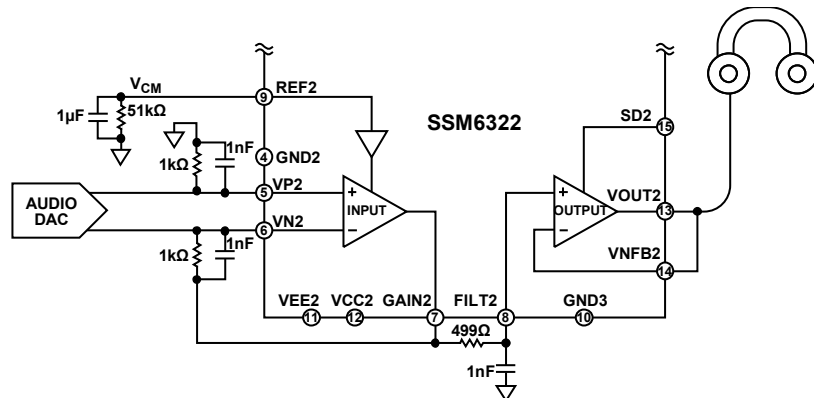 V_CM
REF2
9
1μF
51kΩ
SSM6322
SD2
15
1nF
1kΩ
4
GND2
5
VP2
AUDIO
DAC
+
INPUT
−
+
OUTPUT
−
VOUT2
13
6
VN2
1kΩ
1nF
VNFB2
14
VEE2
VCC2
GAIN2
FILT2
GND3
11
12
7
8
10
499Ω
1nF